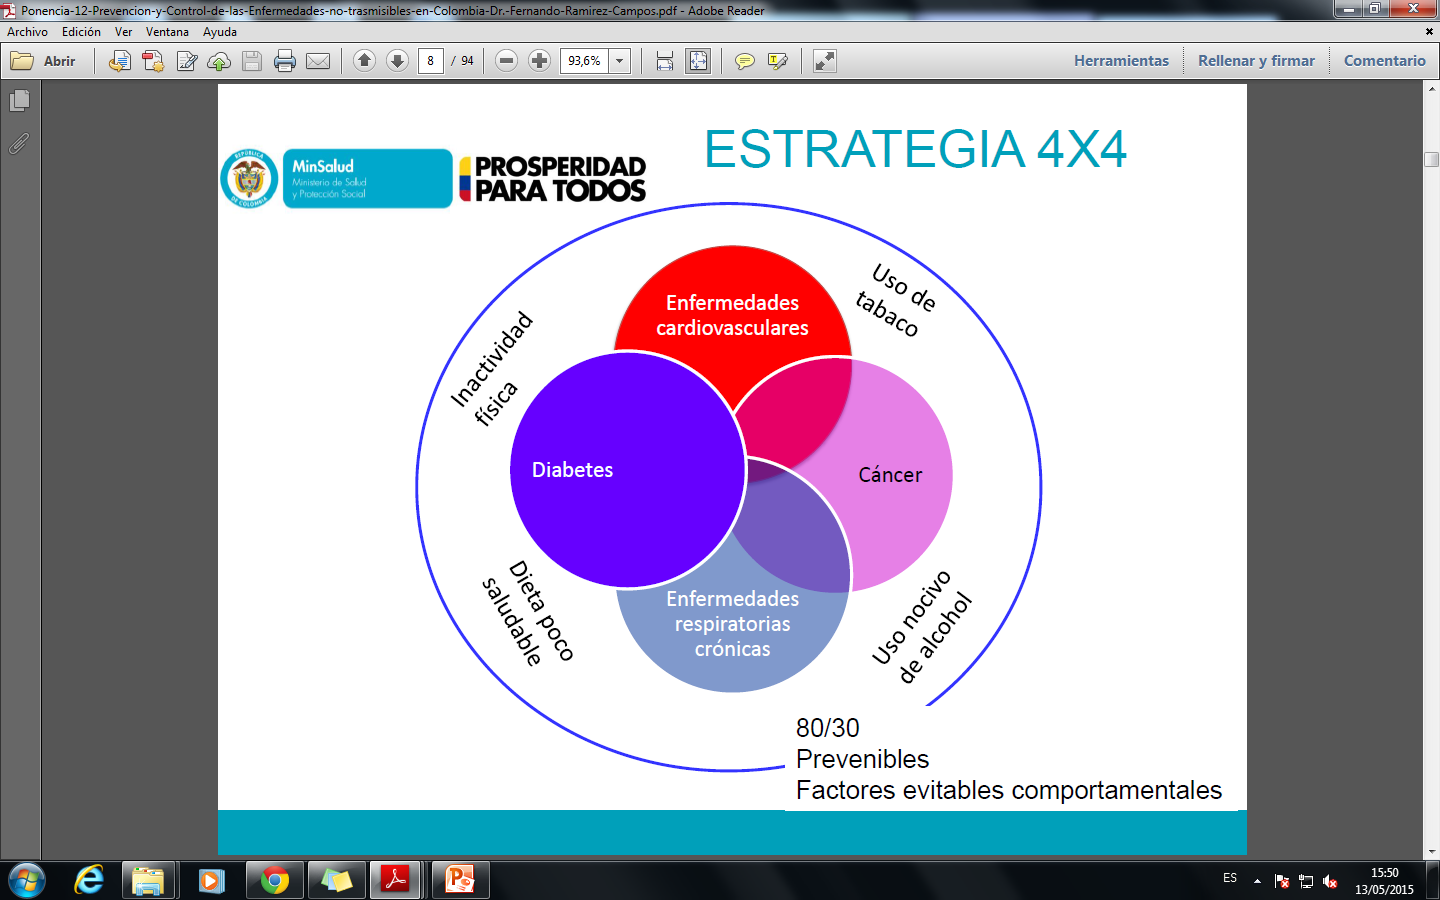 Ponencia-12-Prevencion-y-Control-de-las-Enfermedades-no-trasmisibles-en-Colombia-Dr.-Fernando-Ramirez-Campos.pdf - Adobe Reader
Archivo Edición Ver Ventana Ayuda
Abrir 8 / 94 93,6% Herramientas Rellenar y firmar Comentario
ESTRATEGIA 4X4
REPÚBLICA
DE COLOMBIA
MinSalud
Ministerio de Salud
y Protección Social
PROSPERIDAD
PARA TODOS
Enfermedades
cardiovasculares
Uso de
tabaco
Inactividad
física
Diabetes
Cáncer
Dieta poco
saludable
Enfermedades
respiratorias
crónicas
Uso nocivo
de alcohol
80/30
Prevenibles
Factores evitables comportamentales
ES
15:50
13/05/2015